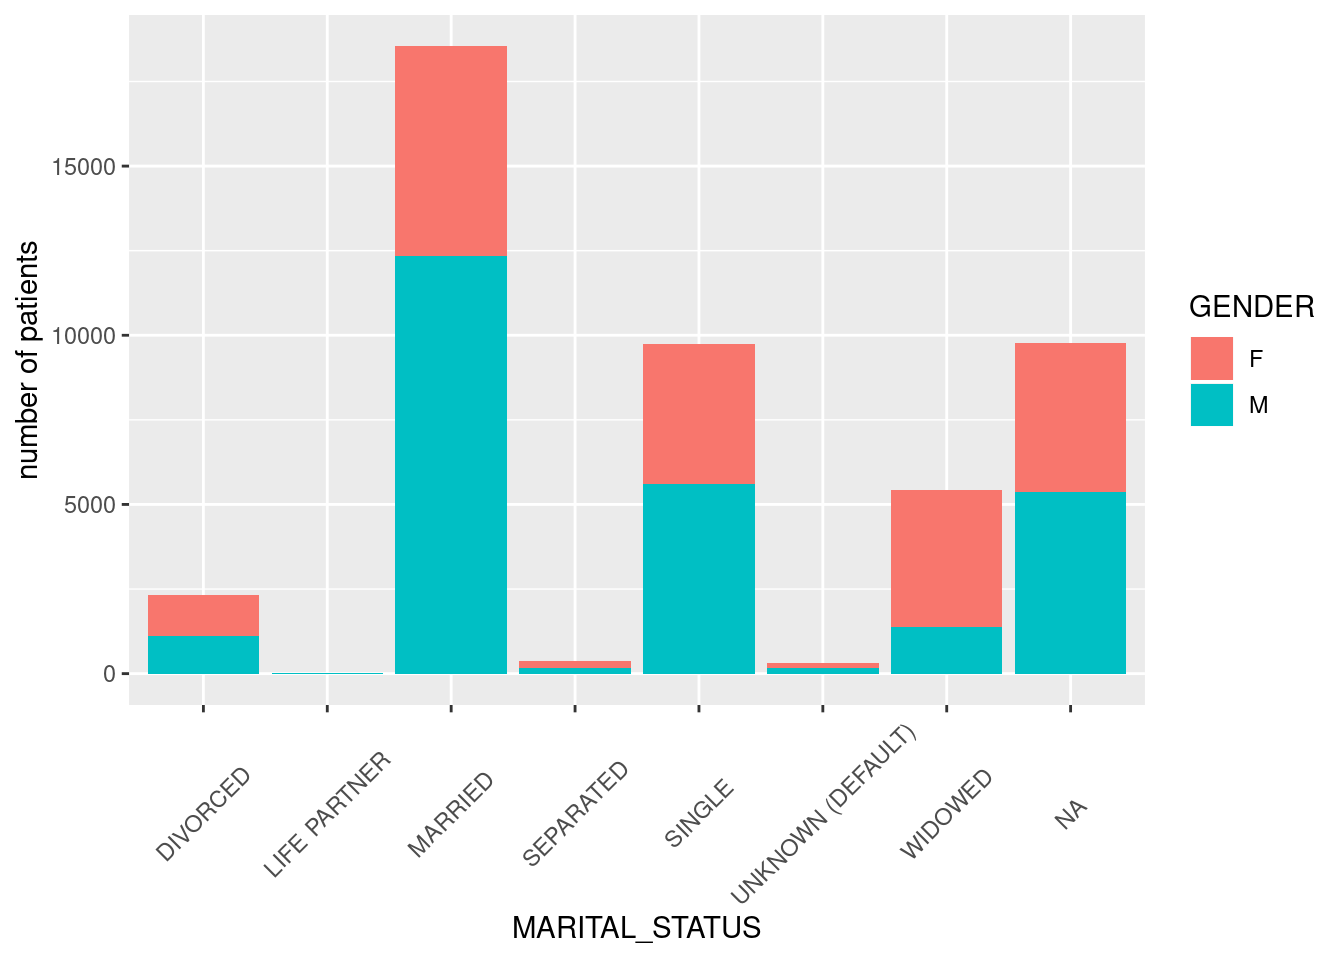 number of patients
15000
10000
5000
0
DIVORCED
LIFE PARTNER
MARRIED
SEPARATED
SINGLE
UNKNOWN (DEFAULT)
WIDOWED
NA
MARITAL_STATUS
GENDER
F
M